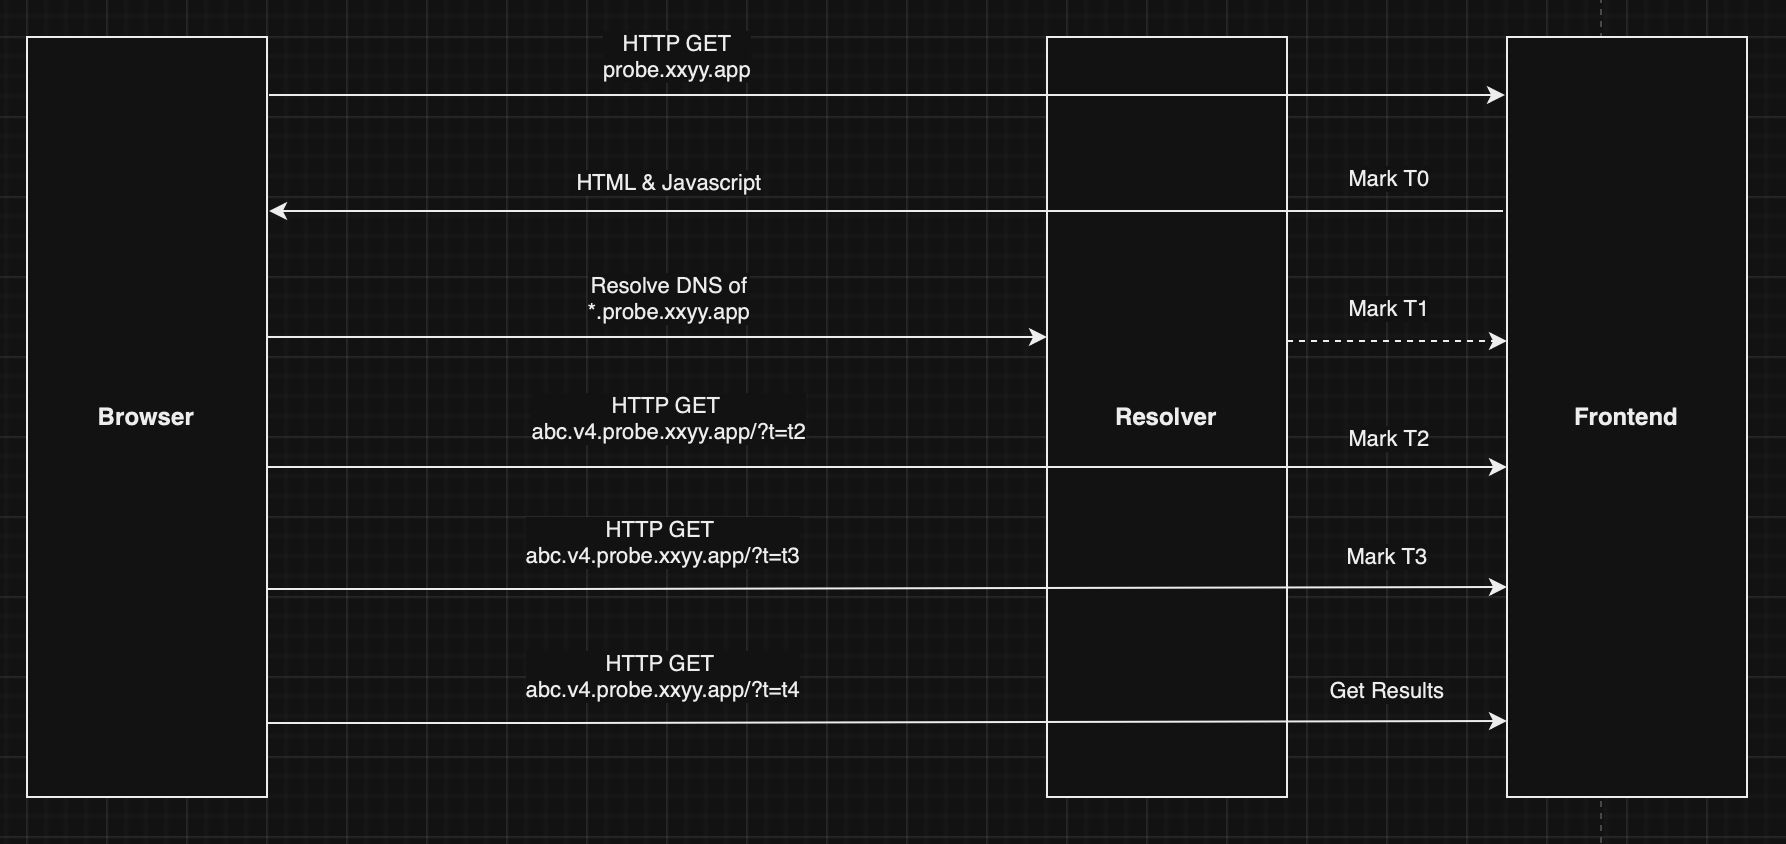 HTTP GET
probe.xxyy.app
HTML & Javascript
Mark T0
Resolve DNS of
*.probe.xxyy.app
Mark T1
Browser
HTTP GET
abc.v4.probe.xxyy.app/?t=t2
Resolver
Mark T2
Frontend
HTTP GET
abc.v4.probe.xxyy.app/?t=t3
Mark T3
HTTP GET
abc.v4.probe.xxyy.app/?t=t4
Get Results